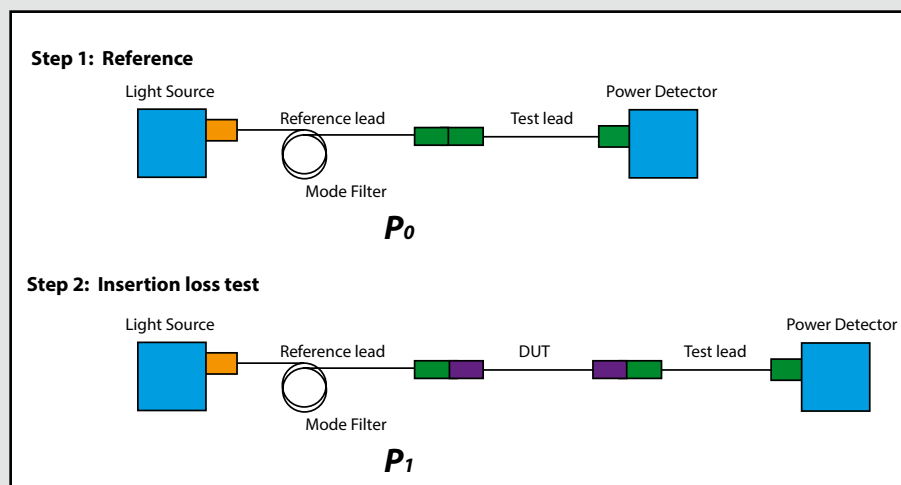 Step 1: Reference
Light Source
Power Detector
Reference lead
Test lead
Mode Filter
P0
Step 2: Insertion loss test
Light Source
Power Detector
Reference lead
DUT
Test lead
Mode Filter
P1